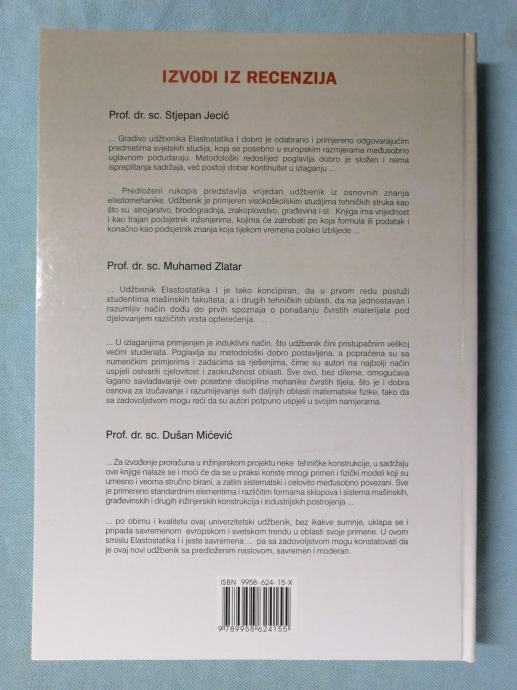 IZVODI IZ RECENZIJA
Prof. dr. sc. Stjepan Jecić
... Gradivo udžbenika Elastostatika I dobro je odabrano i primjereno odgovarajućim
predmetima svjetskih studija, koja se posebno u europskim razmjerama međusobno
uglavnom podudaraju. Metodološki redoslijed poglavlja dobro je složen i nema
ispreplitanja sadržaja, već postoji dobar kontinuitet u izlaganju ...
... Predloženi rukopis predstavlja vrijedan udžbenik iz osnovnih znanja
elastomehanike. Udžbenik je primjeren visokoškolskim studijima tehničkih struka kao
što su strojarstvo, brodogradnja, zrakoplovstvo, građevina i sl. Knjiga ima vrijednost
i kao trajan podsjetnik inženjerima, kojima će zatrebati po koja formula ili podatak i
konačno kao podsjetnik znanja koja tijekom vremena polako izblijede ...
Prof. dr. sc. Muhamed Zlatar
... Udžbenik Elastostatika I je tako koncipiran, da u prvom redu posluži
studentima mašinskih fakulteta, a i drugih tehničkih oblasti, da na jednostavan i
razumljiv način dođu do prvih spoznaja o ponašanju čvrstih materijala pod
djelovanjem različitih vrsta opterećenja. ...
... U izlaganjima primjenjen je induktivni način, što udžbenik čini pristupačnim velikoj
većini studenata. Poglavlja su metodološki dobro postavljena, a popraćena su sa
numeričkim primjerima i zadacima sa rješenjima, čime su autori na najbolji način
uspjeli ostvariti cjelovitost i zaokruženost oblasti. Sve ovo, bez dileme, omogućava
lagano savladavanje ove posebne discipline mehanike čvrstih tijela, što je i dobra
osnova za izučavanje i razumijevanje svih daljnjih oblasti matematske fizike, tako da
sa zadovoljstvom mogu reći da su autori potpuno uspjeli u svojim namjerama.
Prof. dr. sc. Dušan Mićević
... Za izvođenje proračuna u inžinjerskom projektu neke tehničke konstrukcije, u sadržaju
ove knjige nalaze se i moći će da se u praksi koriste mnogi primeri i fizički modeli koji su
umesno i veoma stručno birani, a zatim sistematski i celovito međusobno povezani. Sve
je primereno standardnim elementima i različitim formama sklopova i sistema mašinskih,
građevinskih i drugih inžinjerskih konstrukcija i industrijskih postrojenja ...
... po obimu i kvalitetu ovaj univerzitetski udžbenik, bez ikakve sumnje, uklapa se i
pripada savremenom evropskom i svetskom trendu u oblasti svoje primene. U ovom
smislu Elastostatika I i jeste savremena ... pa sa zadovoljstvom mogu konstatovati da
je ovaj novi udžbenik sa predloženim naslovom, savremen i moderan.
ISBN 9958-624-15-X
9 789958 624155